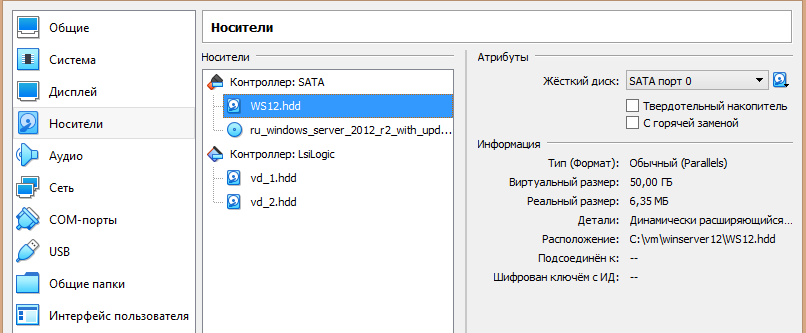 Общие
Система
Дисплей
Носители
Аудио
Сеть
COM-порты
USB
Общие папки
Интерфейс пользователя
Носители
Носители
Контроллер: SATA
WS12.hdd
ru_windows_server_2012_r2_with_upd...
Контроллер: LsiLogic
vd_1.hdd
vd_2.hdd
Атрибуты
Жёсткий диск: SATA порт 0
Твердотельный накопитель
С горячей заменой
Информация
Тип (Формат): Обычный (Parallels)
Виртуальный размер: 50,00 ГБ
Реальный размер: 6,35 МБ
Детали: Динамически расширяющийся...
Расположение: C:\vm\winserver12\WS12.hdd
Подсоединён к: --
Шифрован ключём с ИД: --